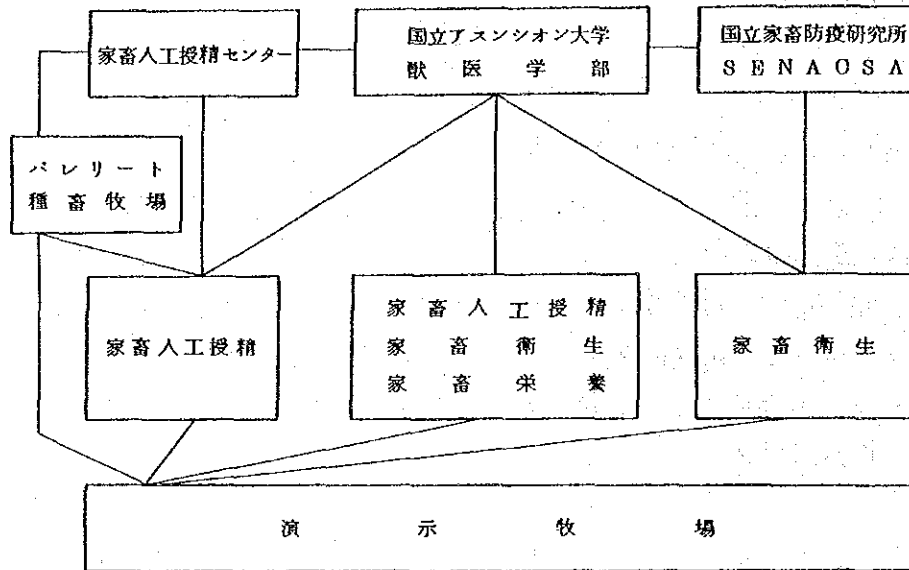 家畜人工授精センター
国立アスンシオン大学
獣医学部
国立家畜防疫研究所
SENAOSA
バレリート
種畜牧場
家畜人工授精
家畜人工授精
家畜衛生
家畜栄養
家畜衛生
演示牧場